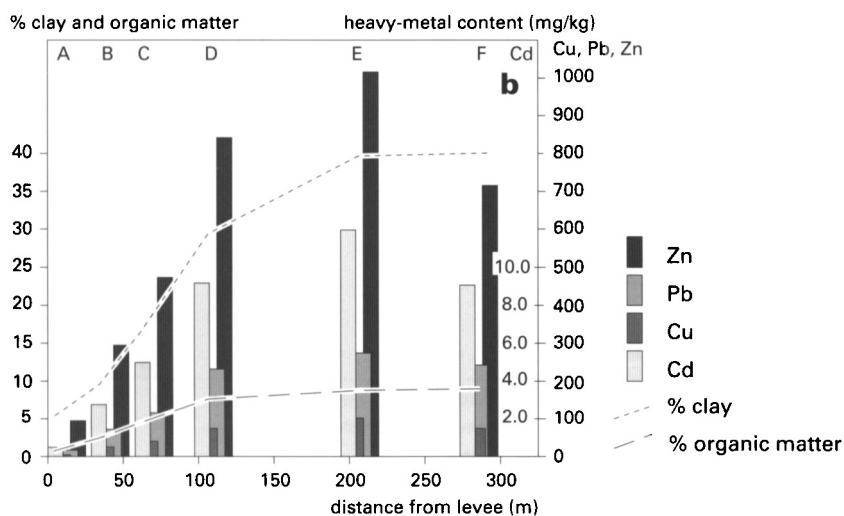 % clay and organic matter
heavy-metal content (mg/kg)
A B C D E F Cd
Cu, Pb, Zn
b
1000
900
40 800
35 700
30 600
25 10.0 500
20 8.0 400
15 6.0 300
10 4.0 200
5 2.0 100
0 0
0 50 100 150 200 250 300
distance from levee (m)
Zn
Pb
Cu
Cd
% clay
% organic matter